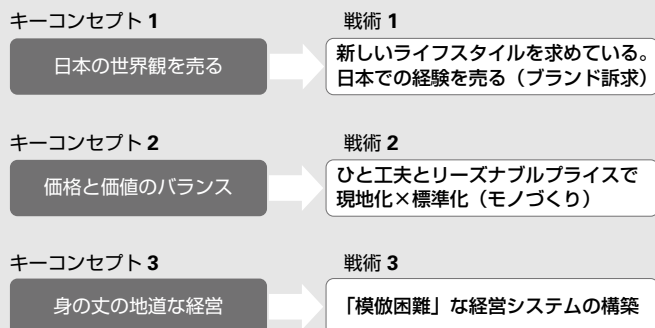 キーコンセプト 1
戦術 1
日本の世界観を売る
新しいライフスタイルを求めている。
日本での経験を売る（ブランド訴求）
キーコンセプト 2
戦術 2
価格と価値のバランス
ひと工夫とリーズナブルプライスで
現地化×標準化（モノづくり）
キーコンセプト 3
戦術 3
身の丈の地道な経営
「模倣困難」な経営システムの構築